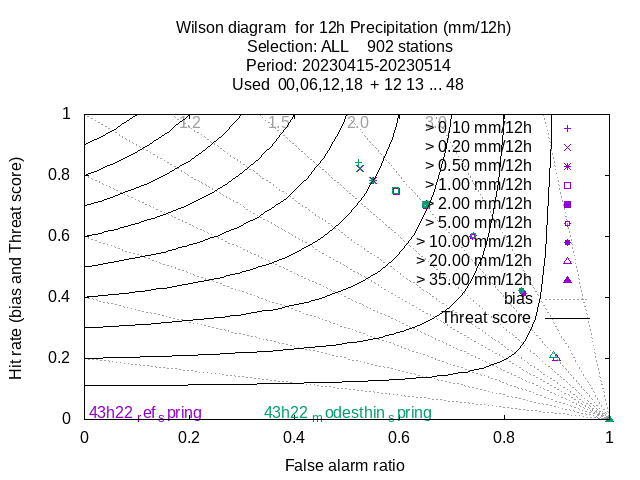 Wilson diagram for 12h Precipitation (mm/12h)
Selection: ALL 902 stations
Period: 20230415-20230514
Used 00,06,12,18 + 12 13 ... 48
1 1.2 1.5 2.0 3.0
> 0.10 mm/12h
> 0.20 mm/12h
> 0.50 mm/12h
> 1.00 mm/12h
> 2.00 mm/12h
> 5.00 mm/12h
> 10.00 mm/12h
> 20.00 mm/12h
> 35.00 mm/12h
bias
Threat score
0.8
0.6
0.4
0.2
0
Hit rate (bias and Threat score)
43h22ref spring 43h22modesthin spring
0 0.2 0.4 0.6 0.8 1
False alarm ratio